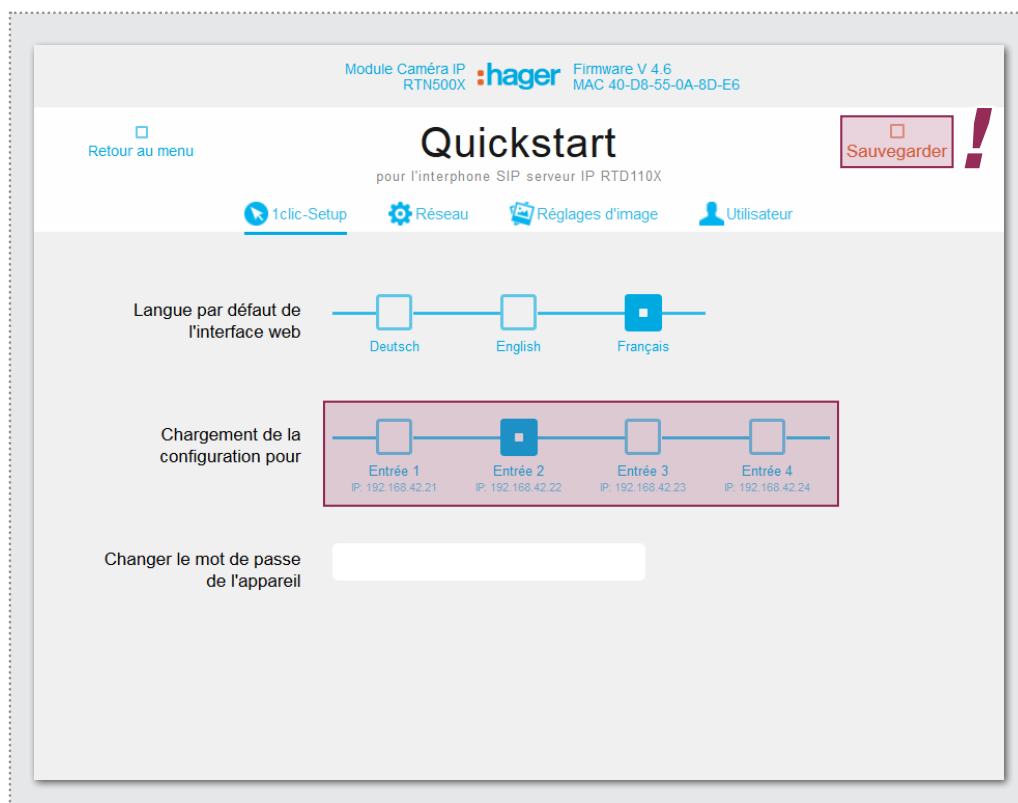 Module Caméra IP
RTN500X
:hager
Firmware V 4.6
MAC 40-D8-55-0A-8D-E6
Retour au menu
Quickstart
pour l'interphone SIP serveur IP RTD110X
Sauvegarder
!
1clic-Setup
Réseau
Réglages d'image
Utilisateur
Langue par défaut de
l'interface web
Deutsch
English
Français
Chargement de la
configuration pour
Entrée 1
IP: 192.168.42.21
Entrée 2
IP: 192.168.42.22
Entrée 3
IP: 192.168.42.23
Entrée 4
IP: 192.168.42.24
Changer le mot de passe
de l'appareil